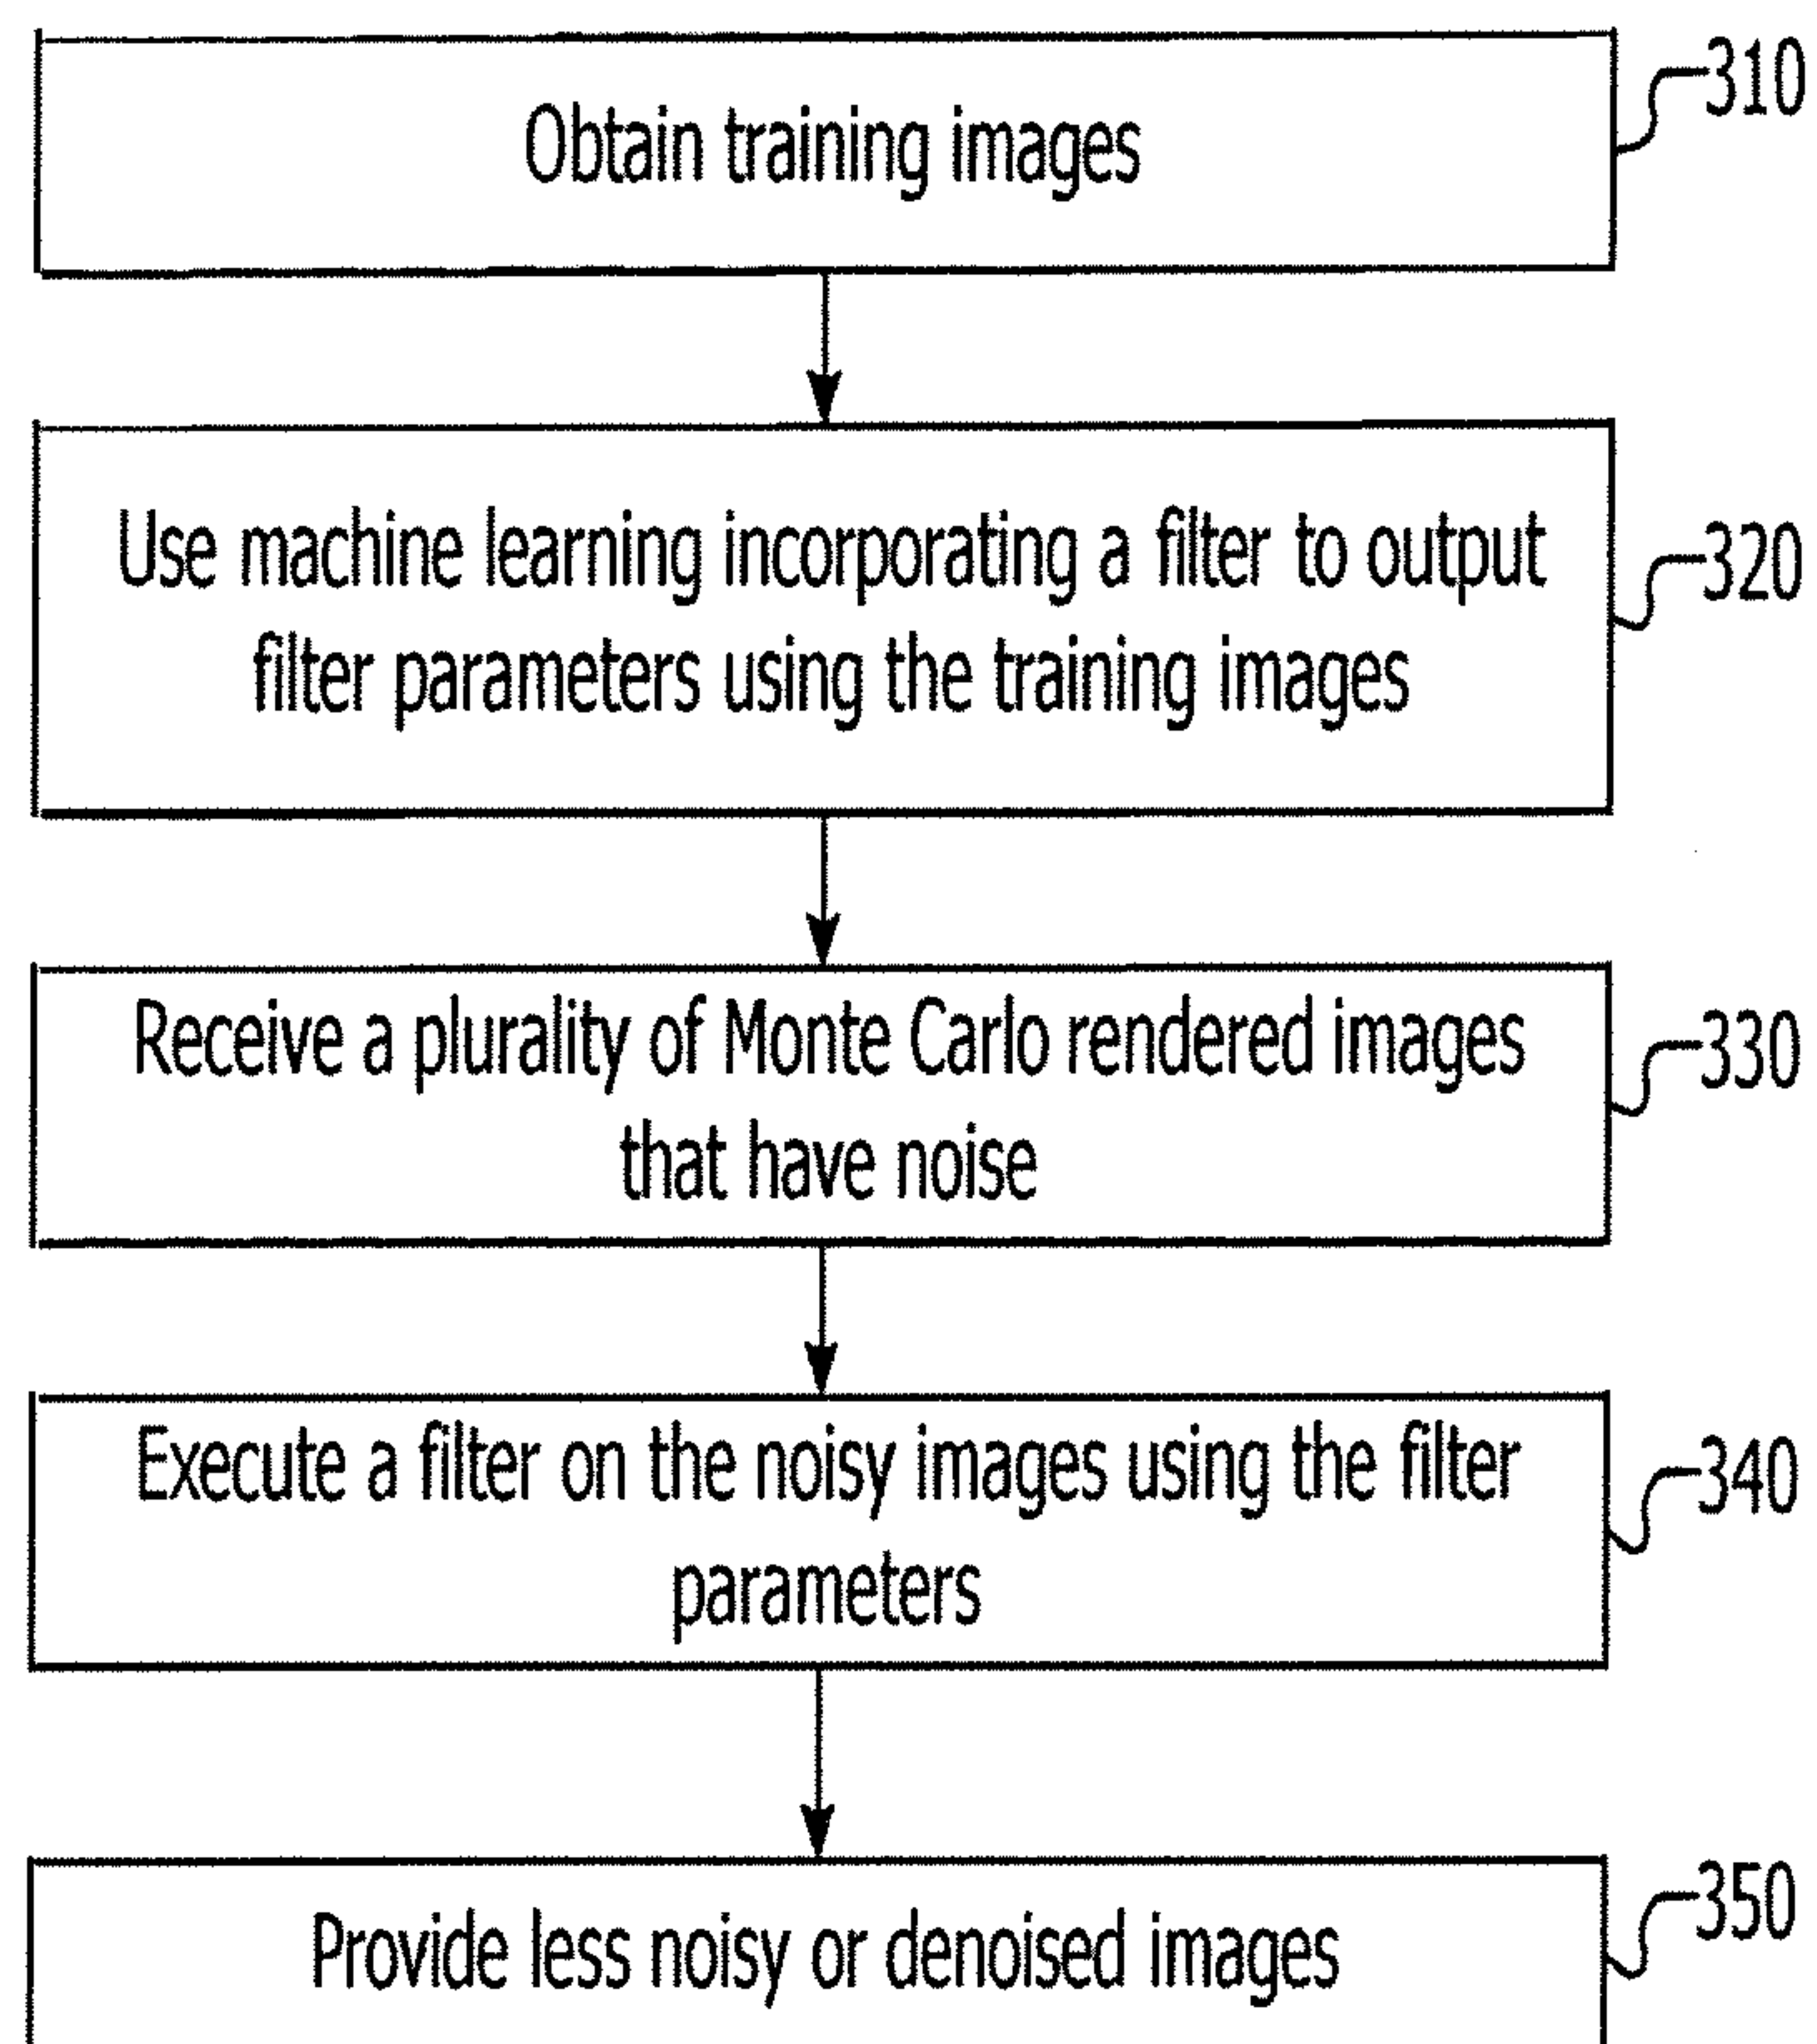 Obtain training images
310
Use machine learning incorporating a filter to output
filter parameters using the training images
320
Receive a plurality of Monte Carlo rendered images
that have noise
330
Execute a filter on the noisy images using the filter
parameters
340
Provide less noisy or denoised images
350